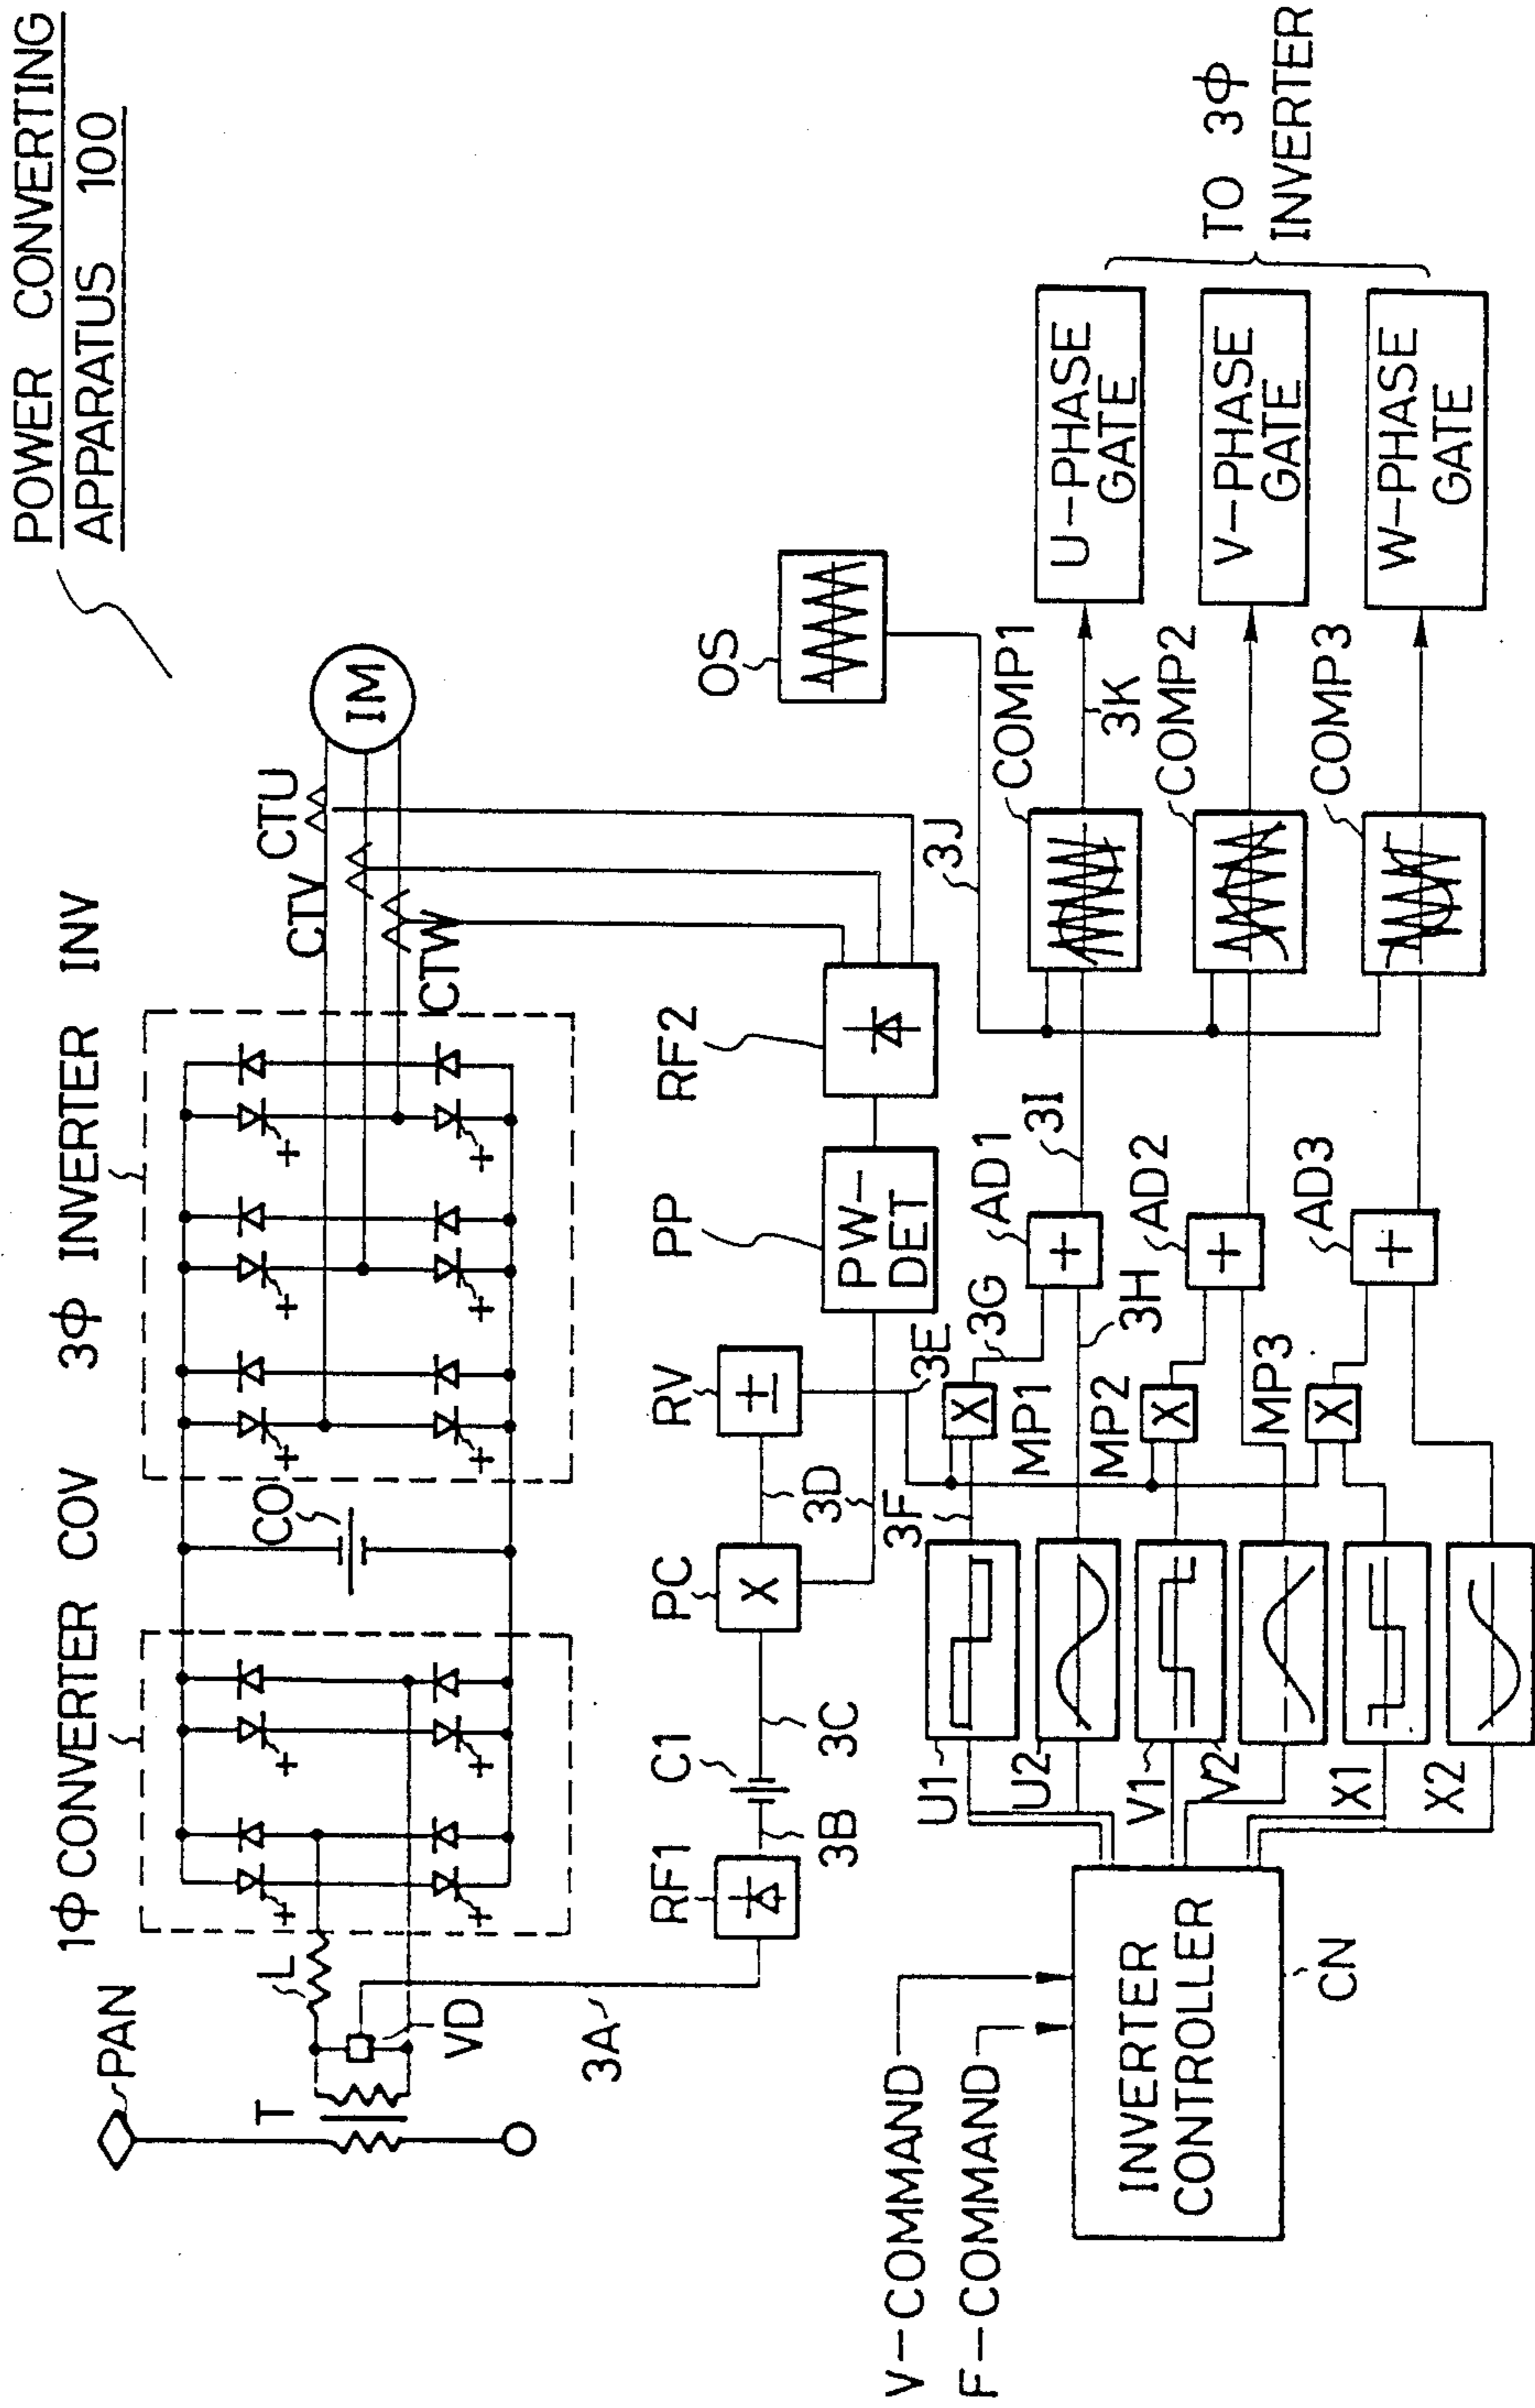 POWER CONVERTING
APPARATUS 100
1Φ CONVERTER COV
3Φ INVERTER INV
PAN
T
L
VD
CO
CTU
CTV
CTW
IM
3A
RF1
3B
C1
3C
PC
X
3D
RV
±
3E
PP
PW-
DET
RF2
OS
V-COMMAND
F-COMMAND
INVERTER
CONTROLLER
CN
U1
U2
V1
V2
X1
X2
3F
X
MP1
X
MP2
X
MP3
3G
3H
AD1
+
AD2
+
AD3
+
3I
3J
COMP1
COMP2
COMP3
3K
U-PHASE
GATE
V-PHASE
GATE
W-PHASE
GATE
TO 3Φ
INVERTER